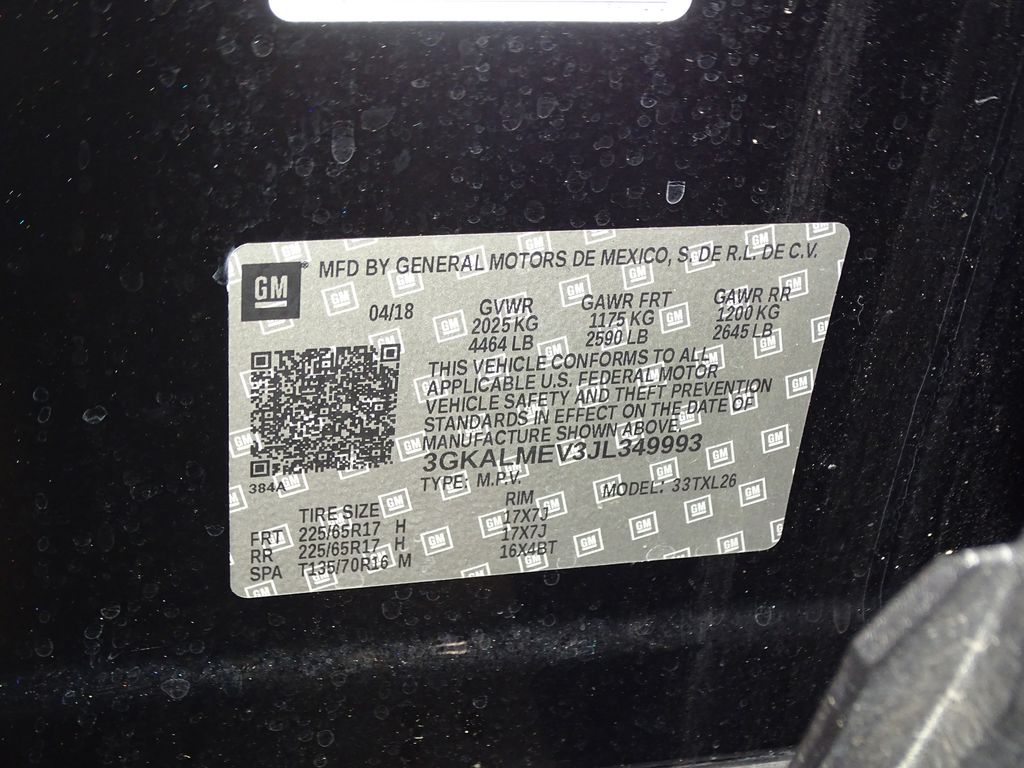 GM
MFD BY GENERAL MOTORS DE MEXICO, S. DE R.L. DE C.V.
04/18 GVWR GAWR FRT GAWR RR
2025 KG 1175 KG 1200 KG
4464 LB 2590 LB 2645 LB
THIS VEHICLE CONFORMS TO ALL
APPLICABLE U.S. FEDERAL MOTOR
VEHICLE SAFETY AND THEFT PREVENTION
STANDARDS IN EFFECT ON THE DATE OF
MANUFACTURE SHOWN ABOVE.
3GKALMEV3JL349993
384A
TYPE: M.P.V. MODEL: 33TXL26
TIRE SIZE RIM
FRT 225/65R17 H 17X7J
RR 225/65R17 H 17X7J
SPA T135/70R16 M 16X4BT